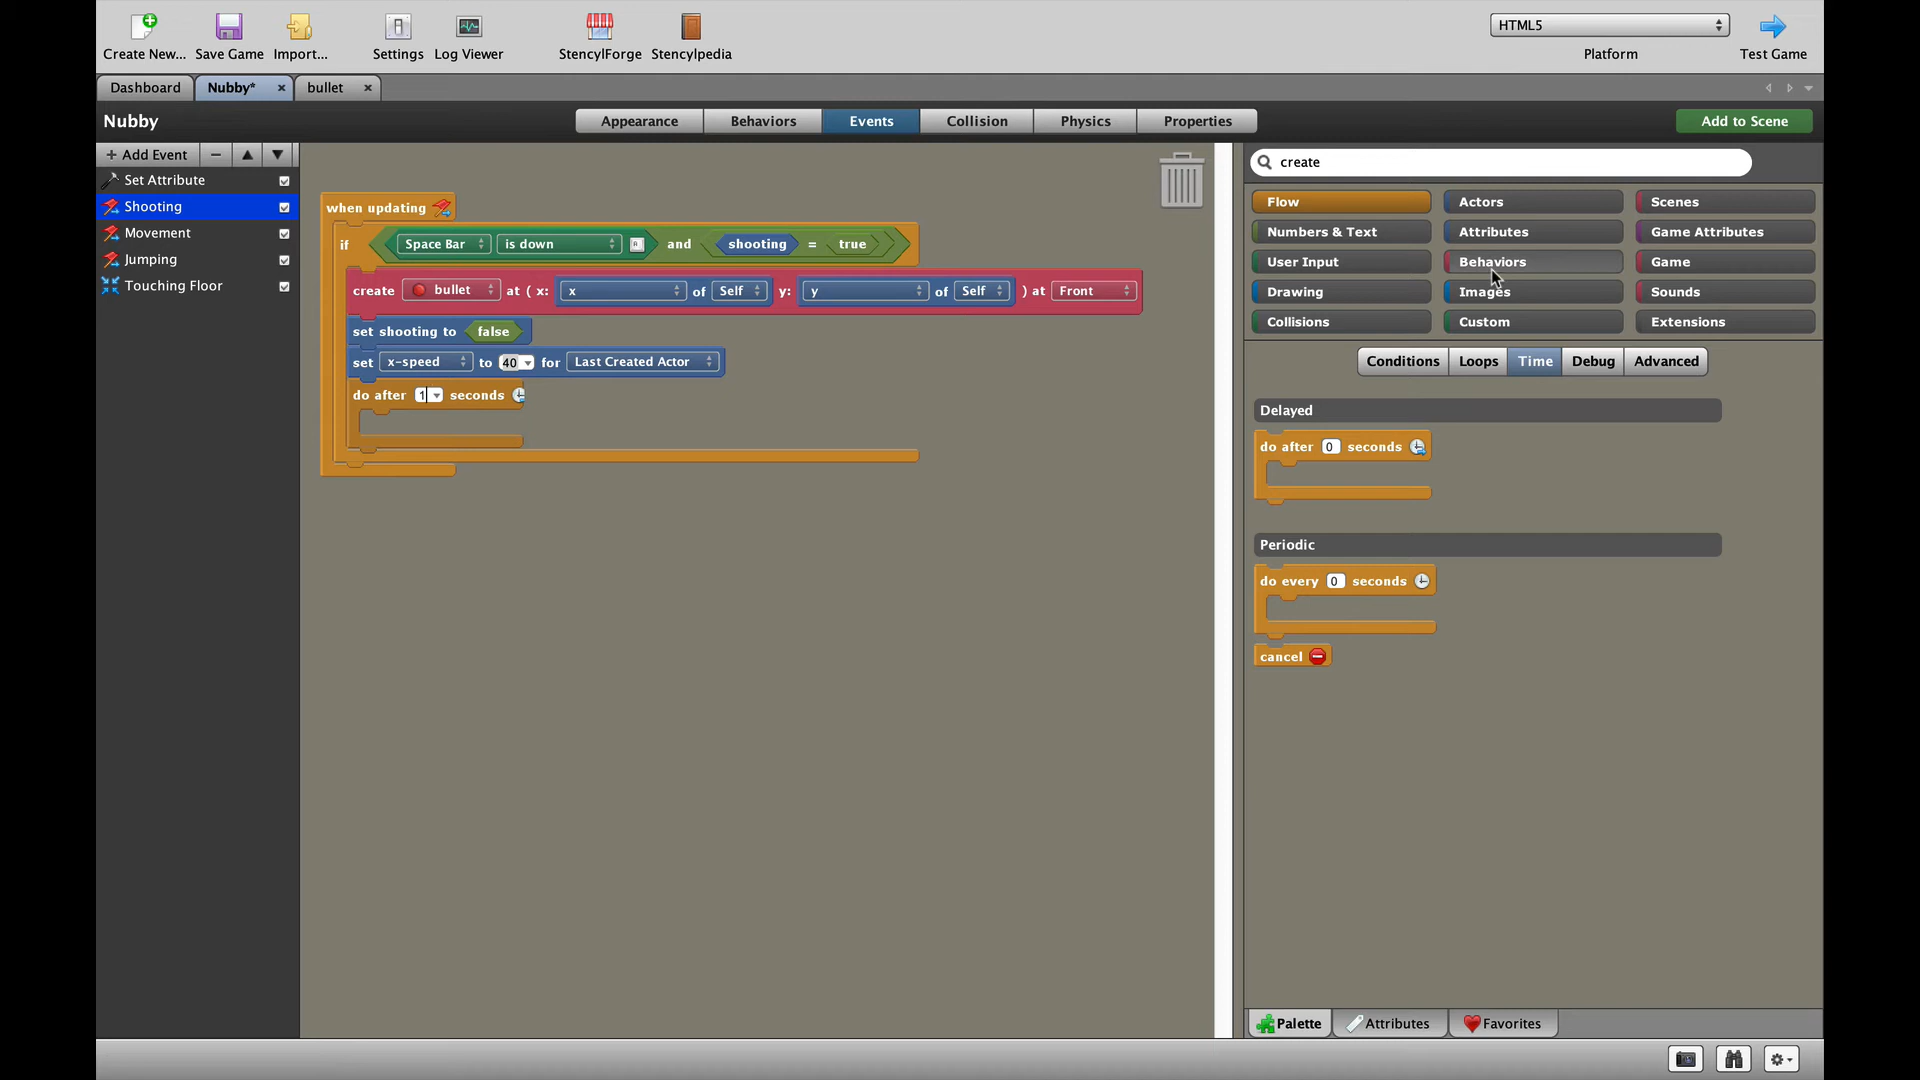 Create New... Save Game Import... Settings Log Viewer StencylForge Stencylpedia HTML5 Platform Test Game
Dashboard Nubby* × bullet ×
Nubby Appearance Behaviors Events Collision Physics Properties Add to Scene
+ Add Event
Set Attribute
Shooting
Movement
Jumping
Touching Floor
when updating
if Space Bar is down and shooting = true
create bullet at ( x: x of Self y: y of Self ) at Front
set shooting to false
set x-speed to 40 for Last Created Actor
do after 1 seconds
create
Flow Actors Scenes
Numbers & Text Attributes Game Attributes
User Input Behaviors Game
Drawing Images Sounds
Collisions Custom Extensions
Conditions Loops Time Debug Advanced
Delayed
do after 0 seconds
Periodic
do every 0 seconds
cancel
Palette Attributes Favorites